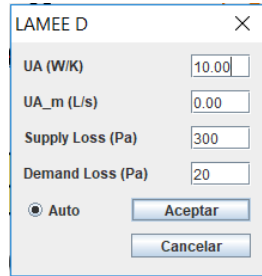 LAMEE D
UA (W/K) 10.00
UA_m (L/s) 0.00
Supply Loss (Pa) 300
Demand Loss (Pa) 20
Auto Aceptar
Cancelar